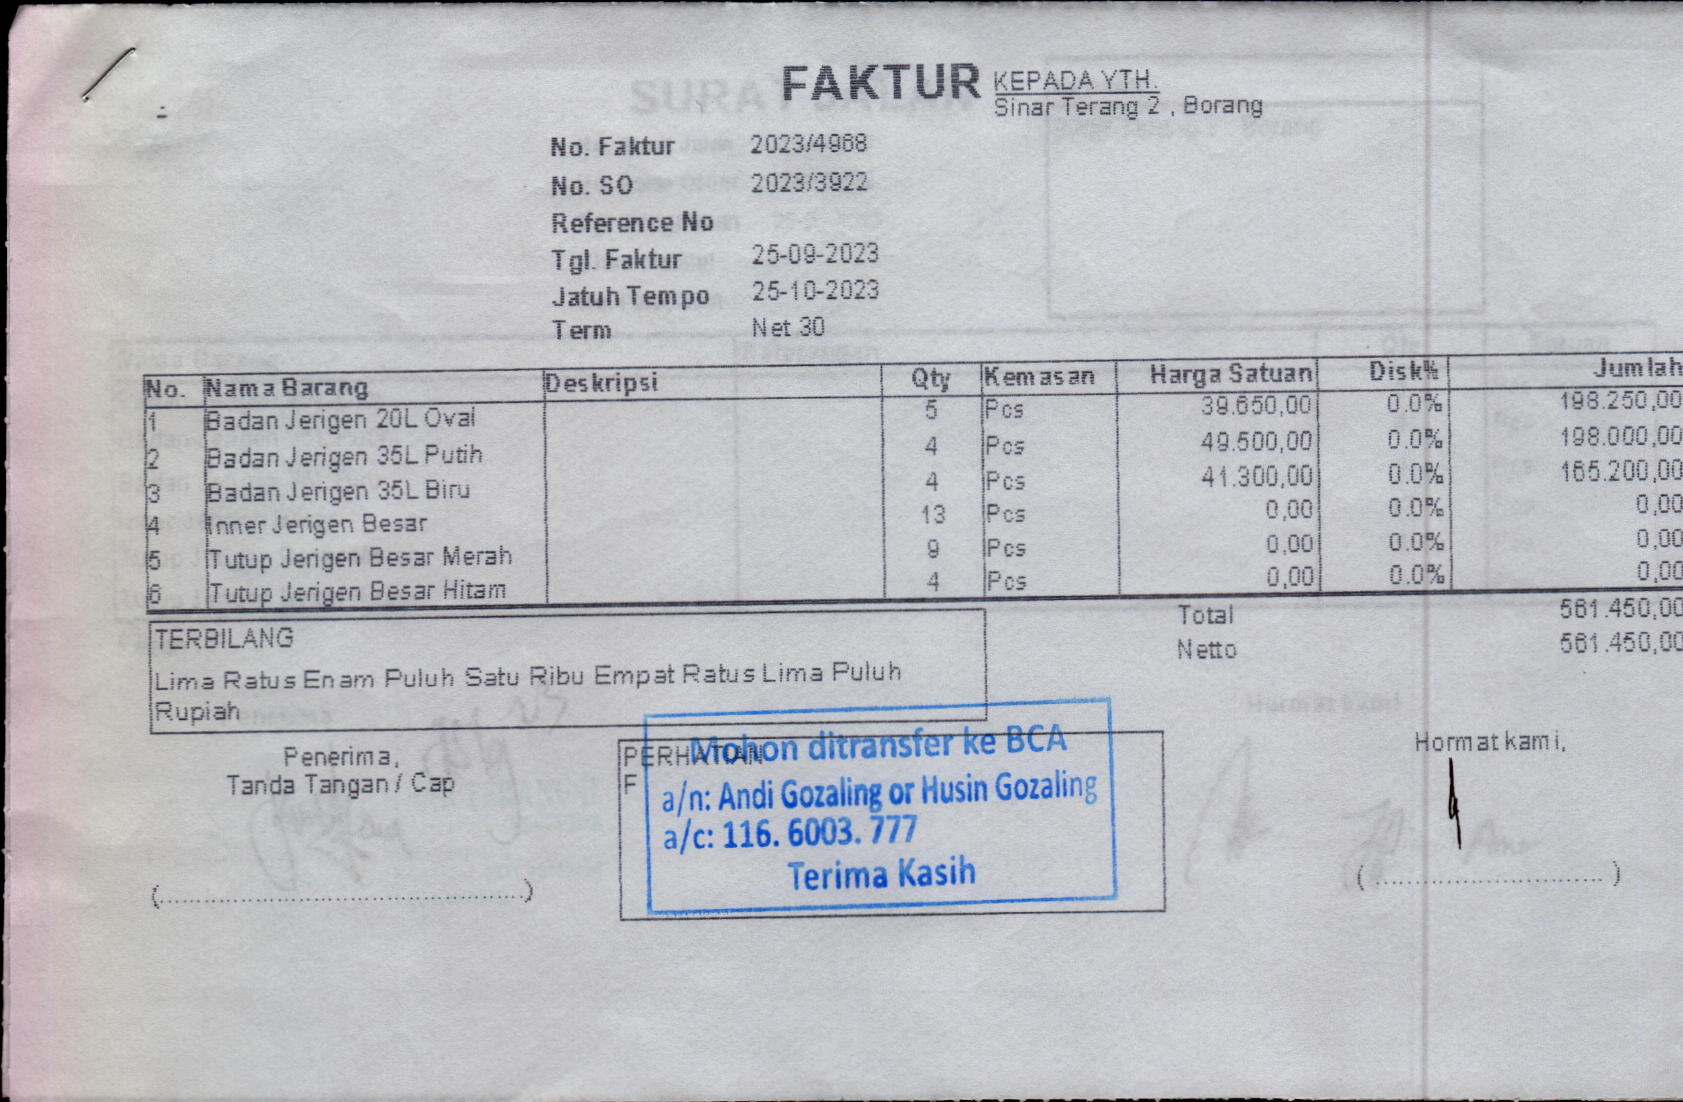 FAKTUR
KEPADA YTH.
Sinar Terang 2 , Borang
No. Faktur 2023/4968
No. SO 2023/3922
Reference No
Tgl. Faktur 25-09-2023
Jatuh Tempo 25-10-2023
Term Net 30
No. Nama Barang Deskripsi Qty Kemasan Harga Satuan Disk% Jumlah
1 Badan Jerigen 20L Oval 5 Pcs 39.650,00 0.0% 198.250,00
2 Badan Jerigen 35L Putih 4 Pcs 49.500,00 0.0% 198.000,00
3 Badan Jerigen 35L Biru 4 Pcs 41.300,00 0.0% 165.200,00
4 Inner Jerigen Besar 13 Pcs 0,00 0.0% 0,00
5 Tutup Jerigen Besar Merah 9 Pcs 0,00 0.0% 0,00
6 Tutup Jerigen Besar Hitam 4 Pcs 0,00 0.0% 0,00
Total 561.450,00
Netto 561.450,00
TERBILANG
Lima Ratus Enam Puluh Satu Ribu Empat Ratus Lima Puluh
Rupiah
Penerima,
Tanda Tangan / Cap
(..................................................)
PERHATIAN
F
Mohon ditransfer ke BCA
a/n: Andi Gozaling or Husin Gozaling
a/c: 116. 6003. 777
Terima Kasih
Hormat kami,
( ............................... )